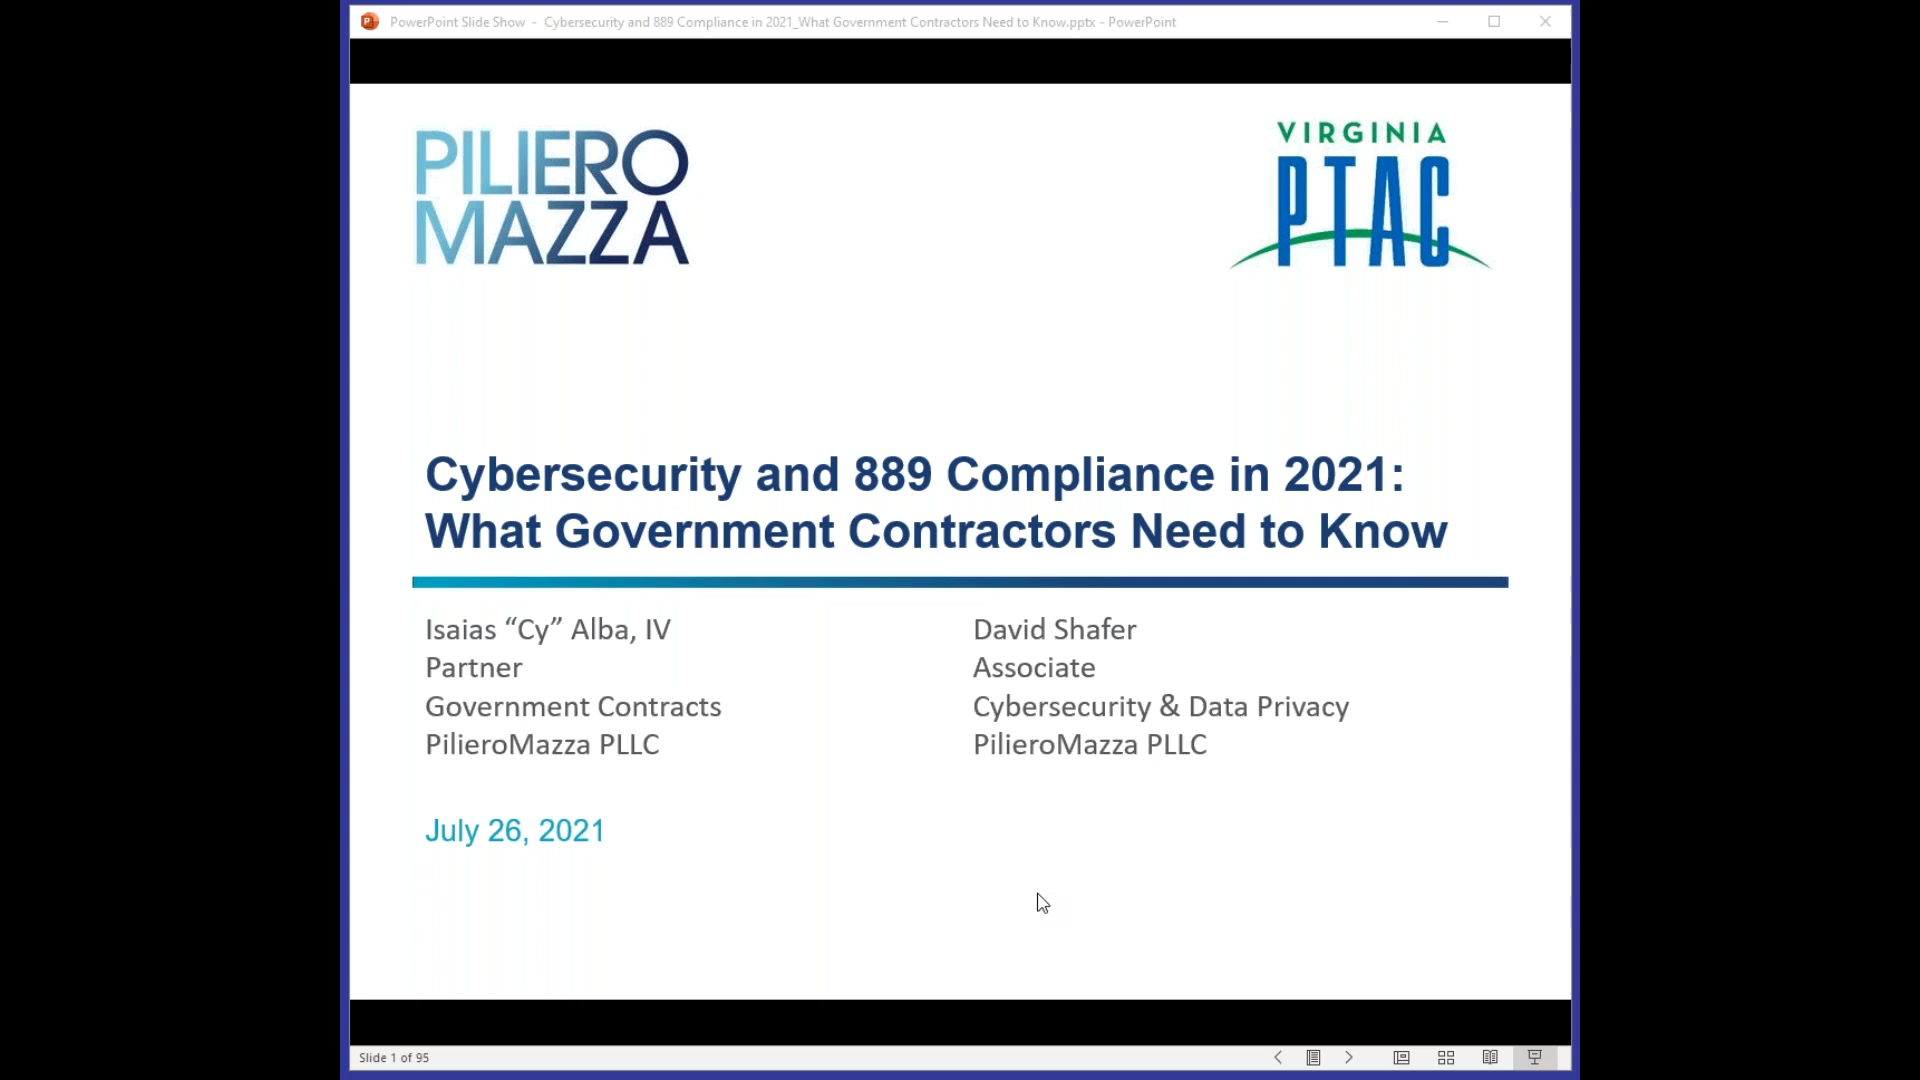 PowerPoint Slide Show - Cybersecurity and 889 Compliance in 2021_What Government Contractors Need to Know.pptx - PowerPoint
PILIERO
MAZZA
VIRGINIA
PTAC
Cybersecurity and 889 Compliance in 2021:
What Government Contractors Need to Know
Isaias “Cy” Alba, IV
Partner
Government Contracts
PilieroMazza PLLC
David Shafer
Associate
Cybersecurity & Data Privacy
PilieroMazza PLLC
July 26, 2021
Slide 1 of 95